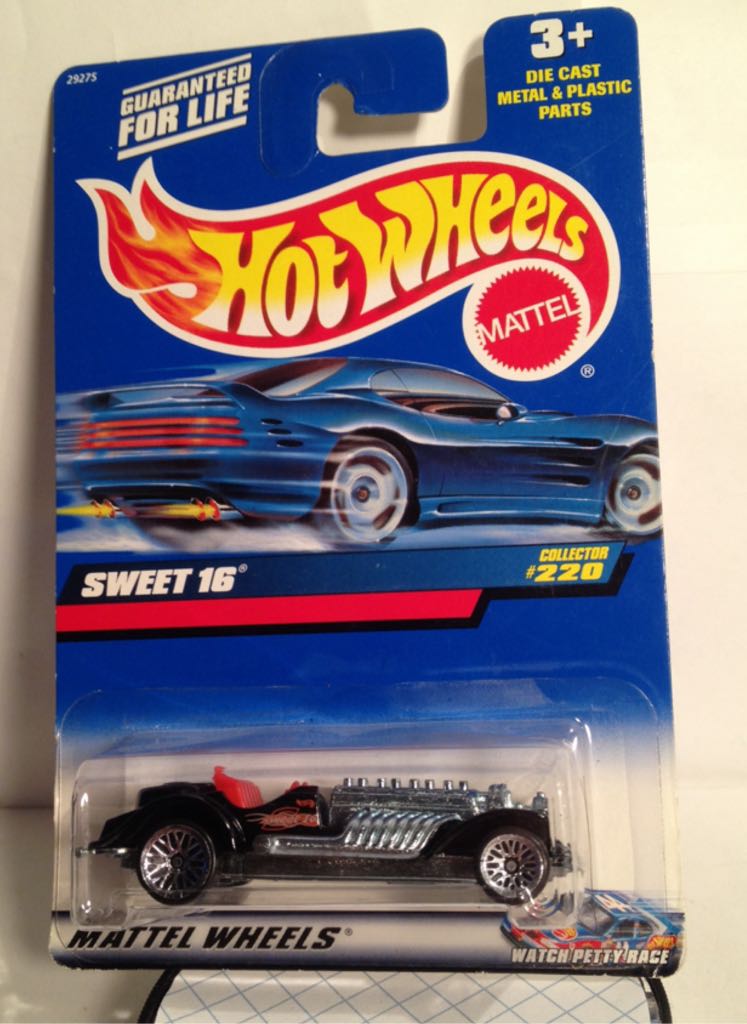 29275
GUARANTEED
FOR LIFE
3+
DIE CAST
METAL & PLASTIC
PARTS
HOT WHEELS
MATTEL
®
SWEET 16®
COLLECTOR
#220
MATTEL WHEELS®
WATCH PETTY RACE